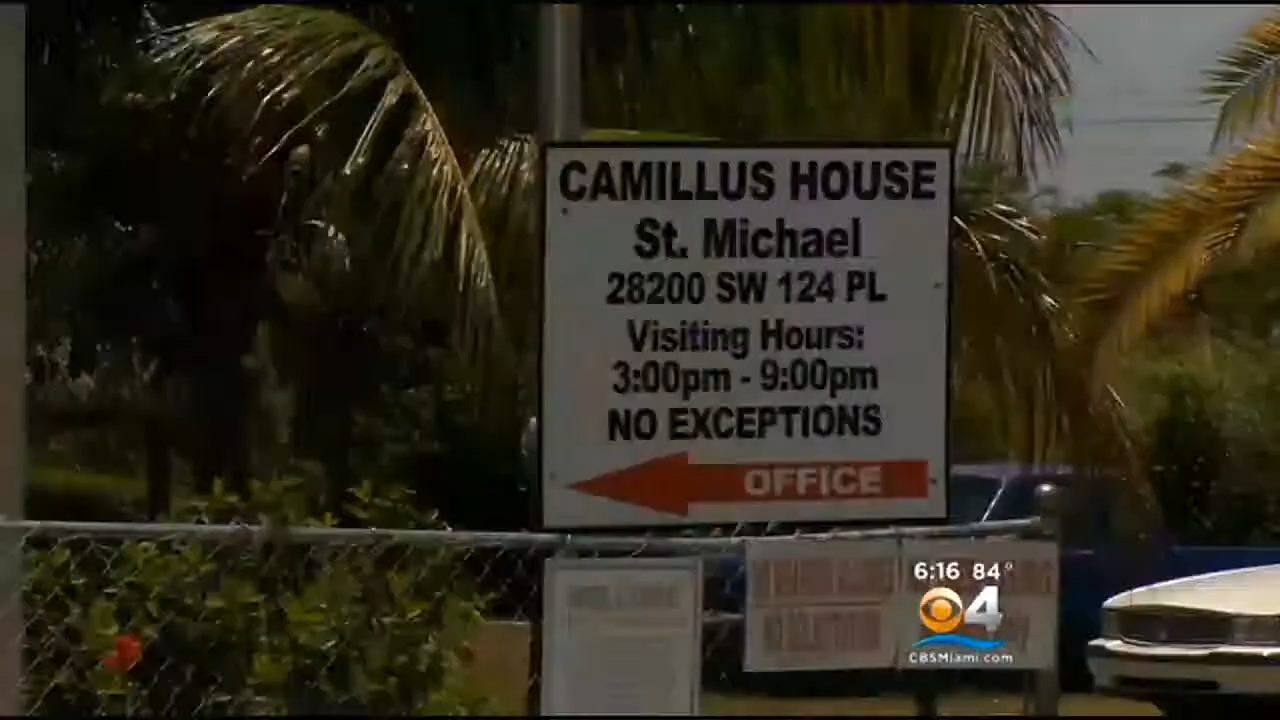 CAMILLUS HOUSE
St. Michael
28200 SW 124 PL
Visiting Hours:
3:00pm - 9:00pm
NO EXCEPTIONS
OFFICE
6:16 84°
4
CBSMiami.com